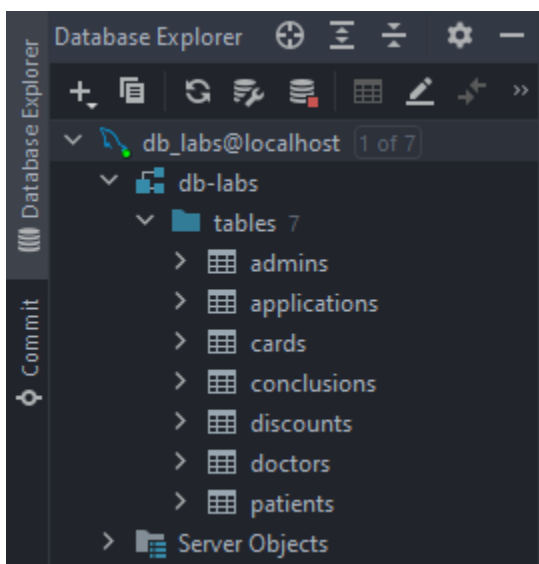 Database Explorer
Database Explorer
Commit
db_labs@localhost 1 of 7
db-labs
tables 7
admins
applications
cards
conclusions
discounts
doctors
patients
Server Objects